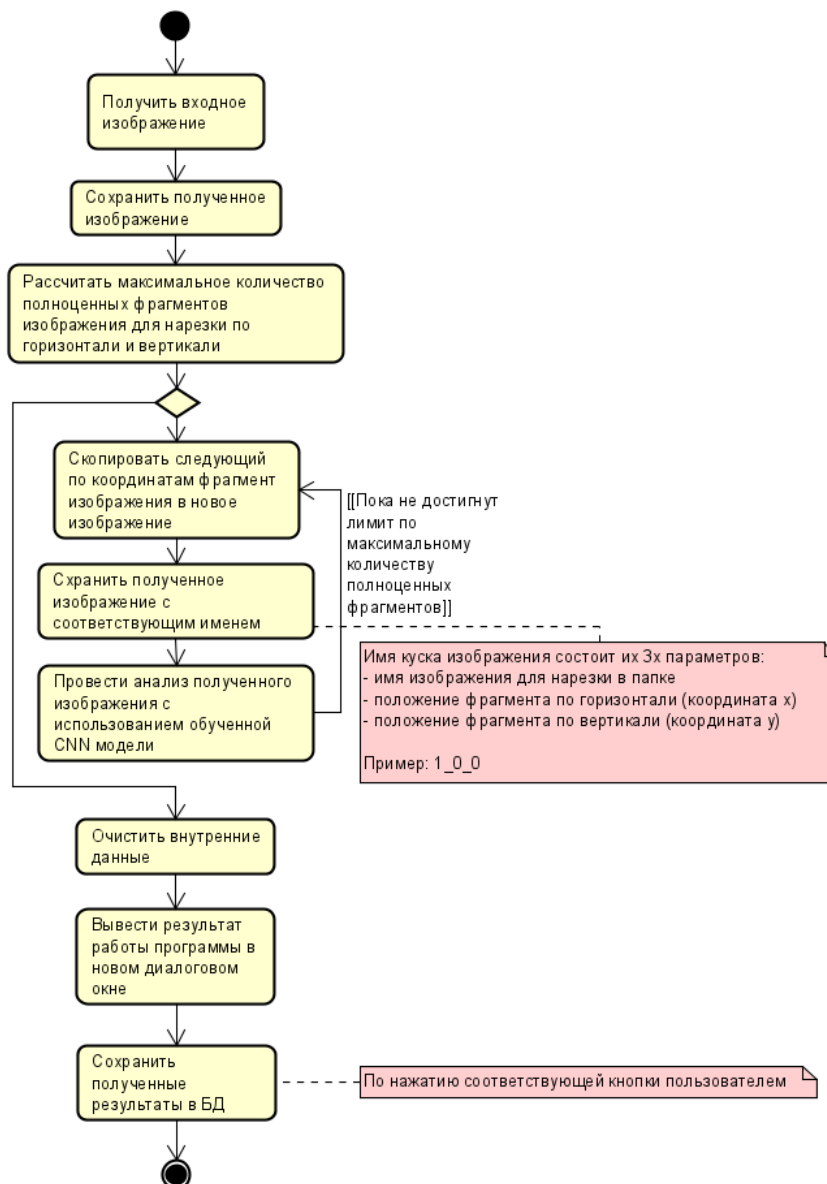 Получить входное
изображение
Сохранить полученное
изображение
Рассчитать максимальное количество
полноценных фрагментов
изображения для нарезки по
горизонтали и вертикали
Скопировать следующий
по координатам фрагмент
изображения в новое
изображение
[[Пока не достигнут
лимит по
максимальному
количеству
полноценных
фрагментов]]
Схранить полученное
изображение с
соответствующим именем
Имя куска изображения состоит их 3х параметров:
- имя изображения для нарезки в папке
- положение фрагмента по горизонтали (координата x)
- положение фрагмента по вертикали (координата y)
Пример: 1_0_0
Провести анализ полученного
изображения с
использованием обученной
CNN модели
Очистить внутренние
данные
Вывести результат
работы программы в
новом диалоговом
окне
Сохранить
полученные
результаты в БД
По нажатию соответствующей кнопки пользователем